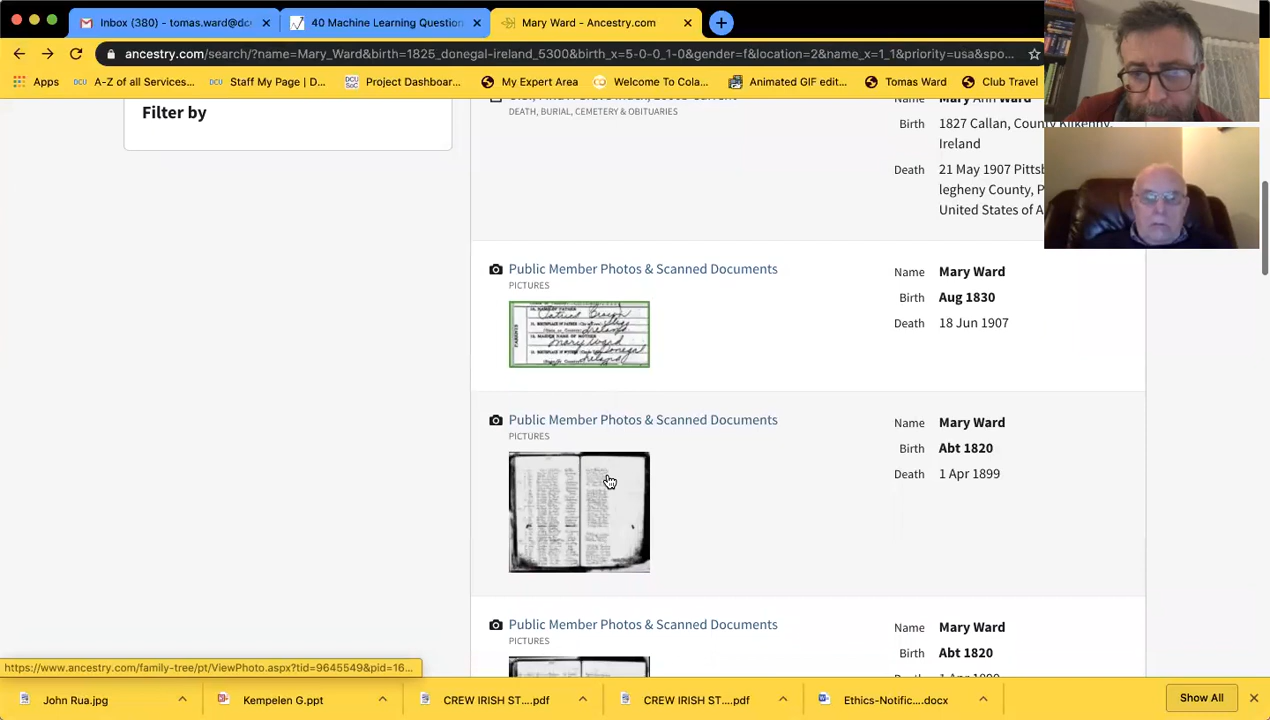 Inbox (380) - tomas.ward@dc
40 Machine Learning Question
Mary Ward - Ancestry.com
ancestry.com/search/?name=Mary_Ward&birth=1825_donegal-ireland_5300&birth_x=5-0-0_1-0&gender=f&location=2&name_x=1_1&priority=usa&spo...
Apps
A-Z of all Services...
Staff My Page | D...
Project Dashboar...
My Expert Area
Welcome To Cola...
Animated GIF edit...
Tomas Ward
Club Travel
Filter by
DEATH, BURIAL, CEMETERY & OBITUARIES
Name Mary Ann Ward
Birth 1827 Callan, County Kilkenny,
Ireland
Death 21 May 1907 Pittsb
legheny County, P
United States of A
Public Member Photos & Scanned Documents
PICTURES
Name Mary Ward
Birth Aug 1830
Death 18 Jun 1907
Mary Ward
Public Member Photos & Scanned Documents
PICTURES
Name Mary Ward
Birth Abt 1820
Death 1 Apr 1899
Public Member Photos & Scanned Documents
PICTURES
Name Mary Ward
Birth Abt 1820
Death 1 Apr 1899
https://www.ancestry.com/family-tree/pt/ViewPhoto.aspx?tid=9645549&pid=16...
John Rua.jpg
Kempelen G.ppt
CREW IRISH ST....pdf
CREW IRISH ST....pdf
Ethics-Notific....docx
Show All